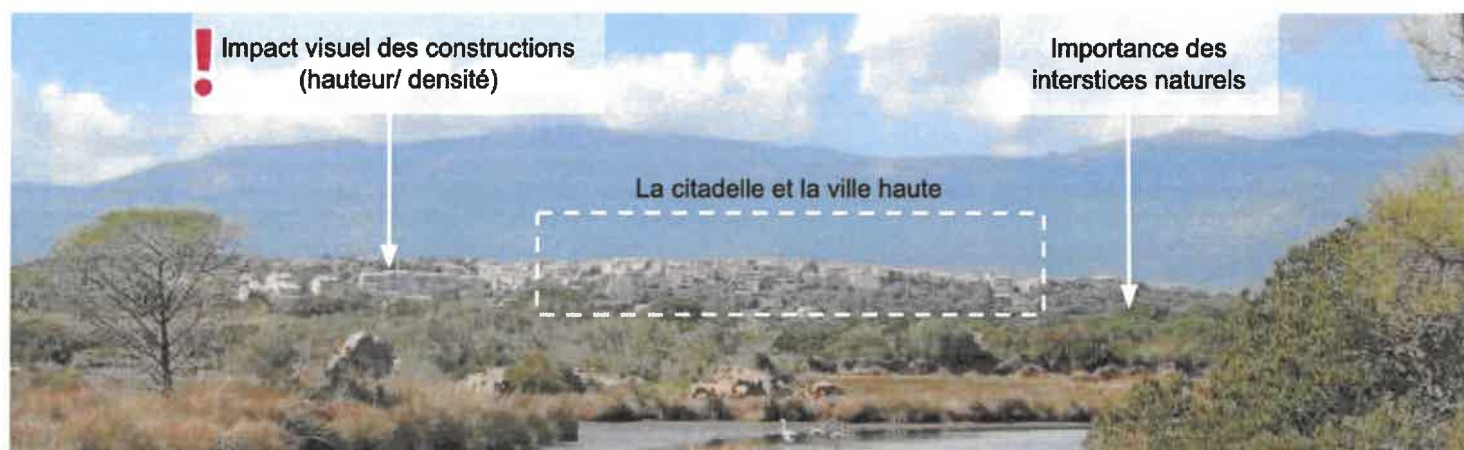 Impact visuel des constructions
(hauteur/ densité)
Importance des
interstices naturels
La citadelle et la ville haute